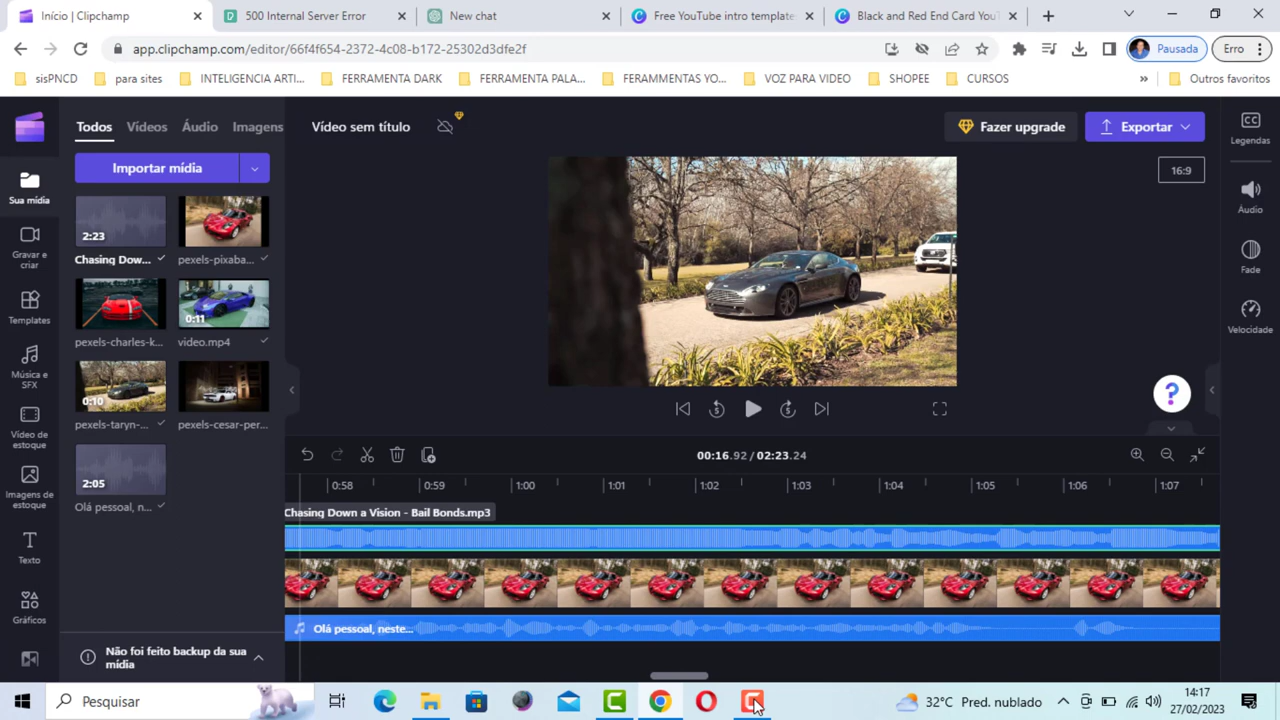 Início | Clipchamp
500 Internal Server Error
New chat
Free YouTube intro template
Black and Red End Card You
app.clipchamp.com/editor/66f4f654-2372-4c08-b172-25302d3dfe2f
Pausada
Erro
sisPNCD
para sites
INTELIGENCIA ARTI...
FERRAMENTA DARK
FERRAMENTA PALA...
FERAMMENTAS YO...
VOZ PARA VIDEO
SHOPEE
CURSOS
Outros favoritos
Todos
Vídeos
Áudio
Imagens
Vídeo sem título
Fazer upgrade
Exportar
CC
Legendas
Importar mídia
16:9
Sua mídia
2:23
Chasing Dow...
pexels-pixaba...
Áudio
Gravar e
criar
Fade
0:11
pexels-charles-k...
video.mp4
Templates
Velocidade
Música e
SFX
0:10
pexels-taryn-...
pexels-cesar-per...
Vídeo de
estoque
00:16.92 / 02:23.24
2:05
Olá pessoal, n...
Imagens de
estoque
0:58
0:59
1:00
1:01
1:02
1:03
1:04
1:05
1:06
1:07
Chasing Down a Vision - Bail Bonds.mp3
Texto
Gráficos
Olá pessoal, neste...
Não foi feito backup da sua
mídia
Pesquisar
32°C Pred. nublado
14:17
27/02/2023